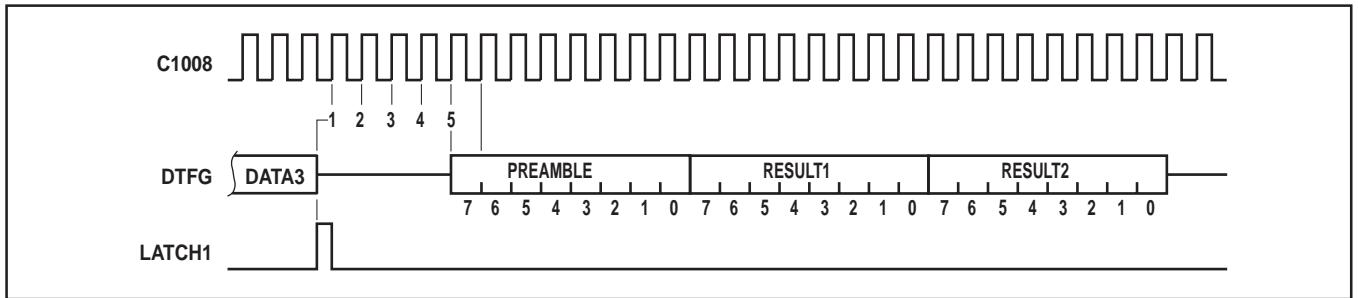 C1008
1 2 3 4 5
DTFG DATA3 PREAMBLE RESULT1 RESULT2
7 6 5 4 3 2 1 0 7 6 5 4 3 2 1 0 7 6 5 4 3 2 1 0
LATCH1